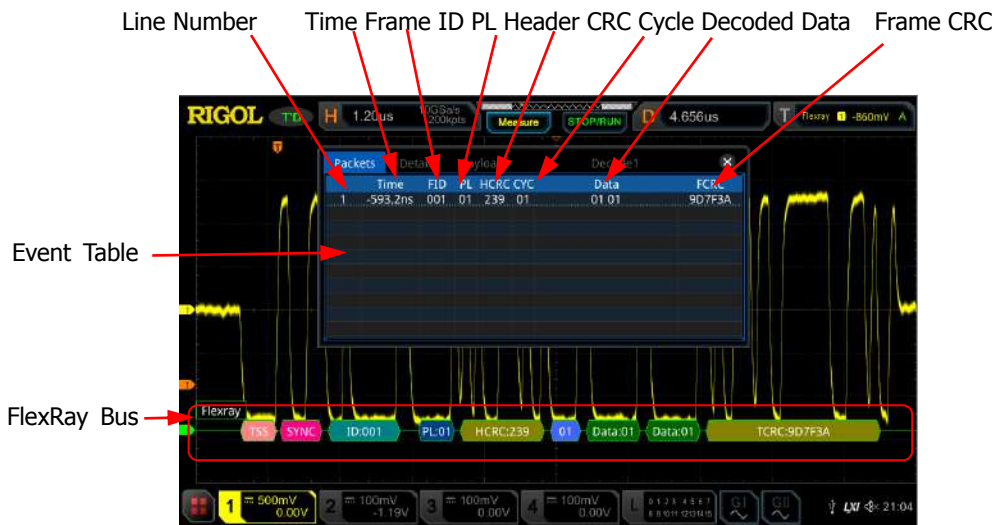 Line Number Time Frame ID PL Header CRC Cycle Decoded Data Frame CRC
RIGOL T'D H 1.20us 10GSa/s 200kpts Measure STOP/RUN D 4.656us T Flexray 1 -860mV A
Packets Decode1
Time FID PL HCRC CYC Data FCRC
1 -593.2ns 001 01 239 01 01 01 9D7F3A
Event Table
FlexRay Bus
Flexray
TSS SYNC ID:001 PL:01 HCRC:239 01 Data:01 Data:01 TCRC:9D7F3A
1 500mV 0.00V 2 100mV -1.19V 3 100mV 0.00V 4 100mV 0.00V L GI GII LXI 21:04